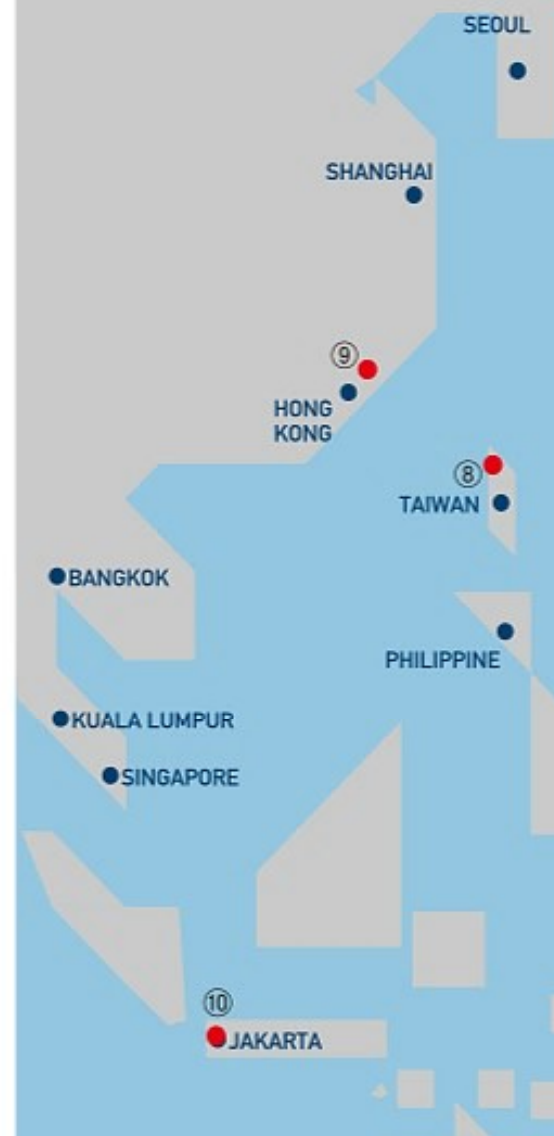 SEOUL
SHANGHAI
⑨
HONG
KONG
⑧
TAIWAN
BANGKOK
PHILIPPINE
KUALA LUMPUR
SINGAPORE
⑩
JAKARTA